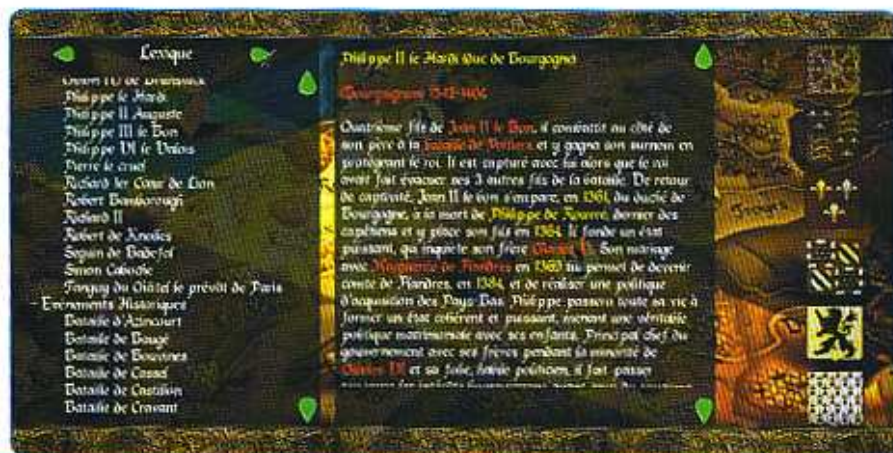 Lexique
Philippe le Hardi
Philippe II Auguste
Philippe III le Bon
Philippe VI le Valois
Pierre le cruel
Richard Ier Cœur de Lion
Robert Bamborough
Richard II
Robert de Knolles
Seguin de Badefol
Simon Caboche
Tanguy du Châtel le prévôt de Paris
- Evénements Historiques
Bataille d'Azincourt
Bataille de Baugé
Bataille de Bouvines
Bataille de Cassel
Bataille de Castillon
Bataille de Cravant
Philippe II le Hardi Duc de Bourgogne
Quatrième fils de Jean II le Bon, il combattit au côté de
son père à la bataille de Poitiers et y gagna son surnom en
protégeant le roi. Il est capturé avec lui alors que le roi
avait fait évacuer ses 3 autres fils de la bataille. De retour
de captivité, Jean II le bon s'empare, en 1361, du duché de
Bourgogne, à la mort de Philippe de Rouvre, dernier des
capétiens et y place son fils en 1364. Il fonde un état
puissant, qui inquiète son frère Charles V. Son mariage
avec Marguerite de Flandres en 1369 lui permet de devenir
comte de Flandres, en 1384, et de réaliser une politique
d'acquisition des Pays-Bas. Philippe passera toute sa vie à
former un état cohérent et puissant, menant une véritable
politique matrimoniale avec ses enfants. Principal chef du
gouvernement avec ses frères pendant la minorité de
Charles VI et sa folie, habile politicien, il fait passer